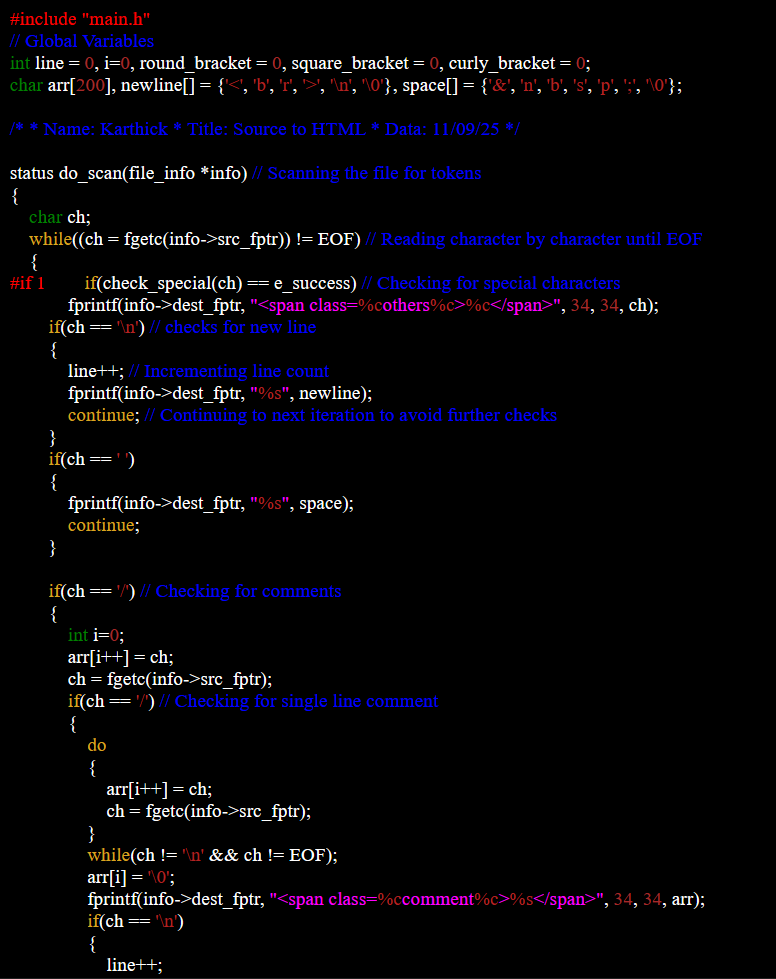 #include "main.h"
// Global Variables
int line = 0, i=0, round_bracket = 0, square_bracket = 0, curly_bracket = 0;
char arr[200], newline[] = {'<', 'b', 'r', '>', '\n', '\0'}, space[] = {'&', 'n', 'b', 's', 'p', ';', '\0'};

/* * Name: Karthick * Title: Source to HTML * Data: 11/09/25 */

status do_scan(file_info *info) // Scanning the file for tokens
{
    char ch;
    while((ch = fgetc(info->src_fptr)) != EOF) // Reading character by character until EOF
    {
#if 1        if(check_special(ch) == e_success) // Checking for special characters
            fprintf(info->dest_fptr, "<span class=%cothers%c>%c</span>", 34, 34, ch);
        if(ch == '\n') // checks for new line
        {
            line++; // Incrementing line count
            fprintf(info->dest_fptr, "%s", newline);
            continue; // Continuing to next iteration to avoid further checks
        }
        if(ch == ' ')
        {
            fprintf(info->dest_fptr, "%s", space);
            continue;
        }

        if(ch == '/') // Checking for comments
        {
            int i=0;
            arr[i++] = ch;
            ch = fgetc(info->src_fptr);
            if(ch == '/') // Checking for single line comment
            {
                do
                {
                    arr[i++] = ch;
                    ch = fgetc(info->src_fptr);
                }
                while(ch != '\n' && ch != EOF);
                arr[i] = '\0';
                fprintf(info->dest_fptr, "<span class=%ccomment%c>%s</span>", 34, 34, arr);
                if(ch == '\n')
                {
                    line++;